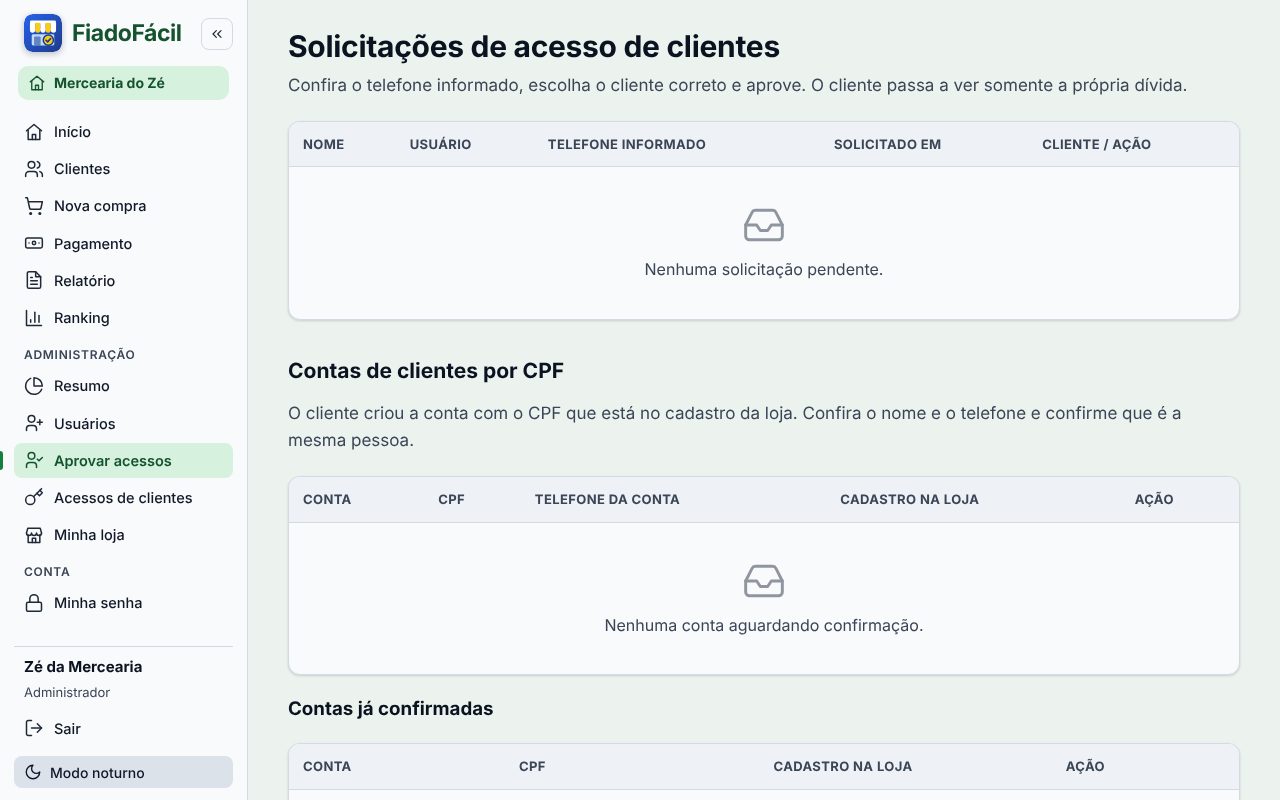 FiadoFácil
Mercearia do Zé
Início
Clientes
Nova compra
Pagamento
Relatório
Ranking
ADMINISTRAÇÃO
Resumo
Usuários
Aprovar acessos
Acessos de clientes
Minha loja
CONTA
Minha senha
Zé da Mercearia
Administrador
Sair
Modo noturno
Solicitações de acesso de clientes
Confira o telefone informado, escolha o cliente correto e aprove. O cliente passa a ver somente a própria dívida.
NOME USUÁRIO TELEFONE INFORMADO SOLICITADO EM CLIENTE / AÇÃO
Nenhuma solicitação pendente.
Contas de clientes por CPF
O cliente criou a conta com o CPF que está no cadastro da loja. Confira o nome e o telefone e confirme que é a
mesma pessoa.
CONTA CPF TELEFONE DA CONTA CADASTRO NA LOJA AÇÃO
Nenhuma conta aguardando confirmação.
Contas já confirmadas
CONTA CPF CADASTRO NA LOJA AÇÃO